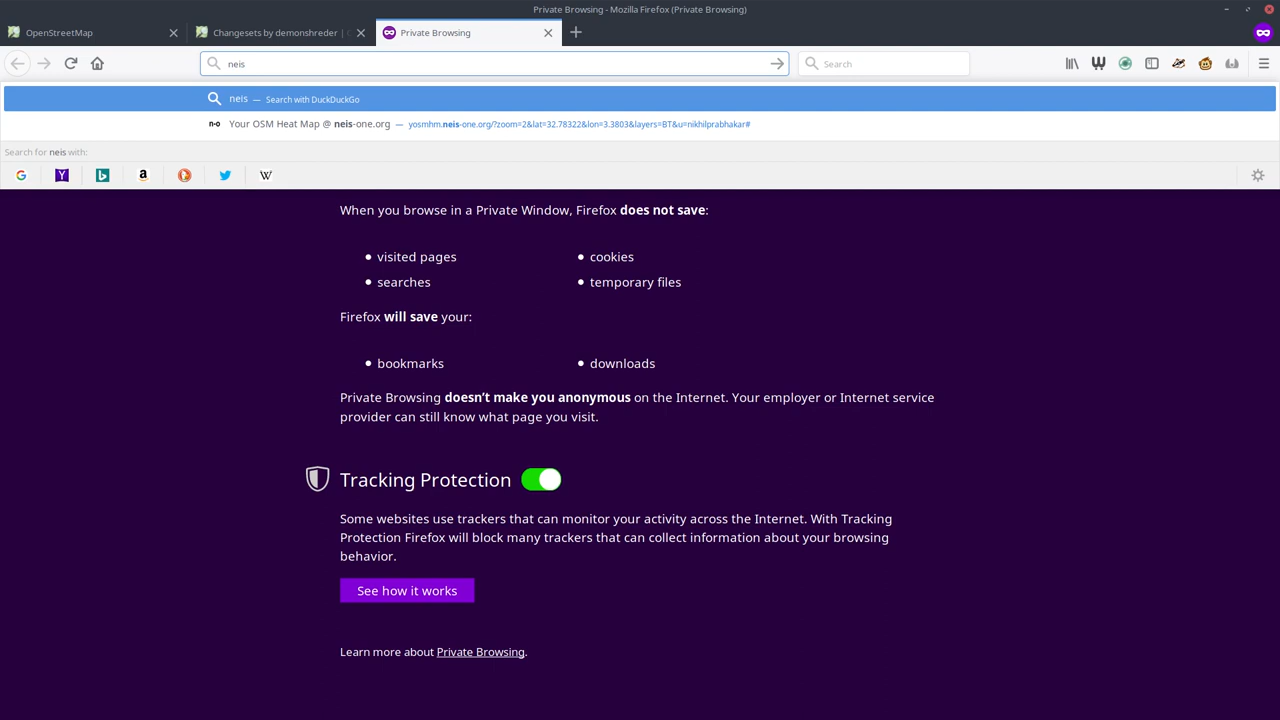 Private Browsing - Mozilla Firefox (Private Browsing)
OpenStreetMap
Changesets by demonshreder |
Private Browsing
neis
Search
neis — Search with DuckDuckGo
Your OSM Heat Map @ neis-one.org — yosmhm.neis-one.org/?zoom=2&lat=32.78322&lon=3.3803&layers=BT&u=nikhilprabhakar#
Search for neis with:
When you browse in a Private Window, Firefox does not save:
visited pages
cookies
searches
temporary files
Firefox will save your:
bookmarks
downloads
Private Browsing doesn’t make you anonymous on the Internet. Your employer or Internet service
provider can still know what page you visit.
Tracking Protection
Some websites use trackers that can monitor your activity across the Internet. With Tracking
Protection Firefox will block many trackers that can collect information about your browsing
behavior.
See how it works
Learn more about Private Browsing.